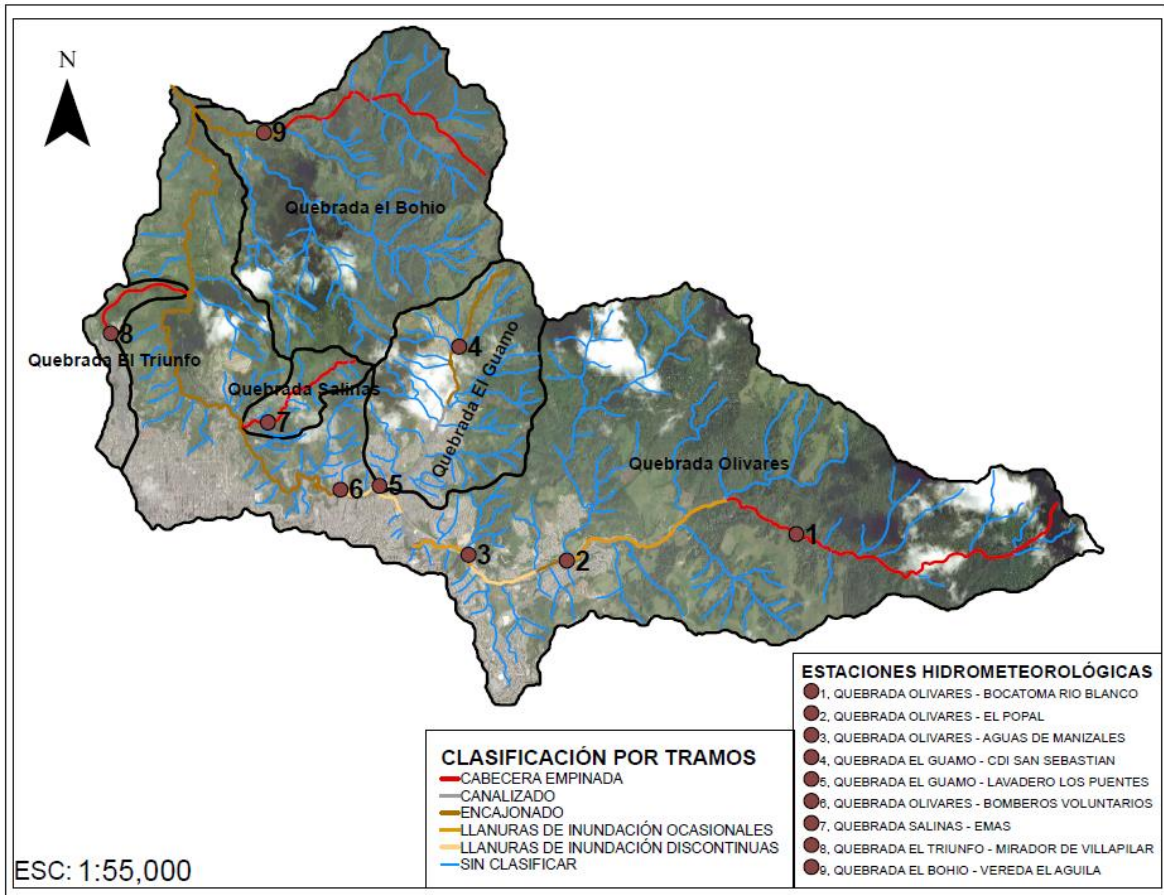 N
9
Quebrada el Bohio
8
Quebrada El Triunfo
4
Quebrada El Guamo
Quebrada Salinas
7
Quebrada Olivares
6
5
3
2
1
ESTACIONES HIDROMETEOROLÓGICAS
1, QUEBRADA OLIVARES - BOCATOMA RIO BLANCO
2, QUEBRADA OLIVARES - EL POPAL
3, QUEBRADA OLIVARES - AGUAS DE MANIZALES
4, QUEBRADA EL GUAMO - CDI SAN SEBASTIAN
5, QUEBRADA EL GUAMO - LAVADERO LOS PUENTES
6, QUEBRADA OLIVARES - BOMBEROS VOLUNTARIOS
7, QUEBRADA SALINAS - EMAS
8, QUEBRADA EL TRIUNFO - MIRADOR DE VILLAPILAR
9, QUEBRADA EL BOHIO - VEREDA EL AGUILA
CLASIFICACIÓN POR TRAMOS
CABECERA EMPINADA
CANALIZADO
ENCAJONADO
LLANURAS DE INUNDACIÓN OCASIONALES
LLANURAS DE INUNDACIÓN DISCONTINUAS
SIN CLASIFICAR
ESC: 1:55,000